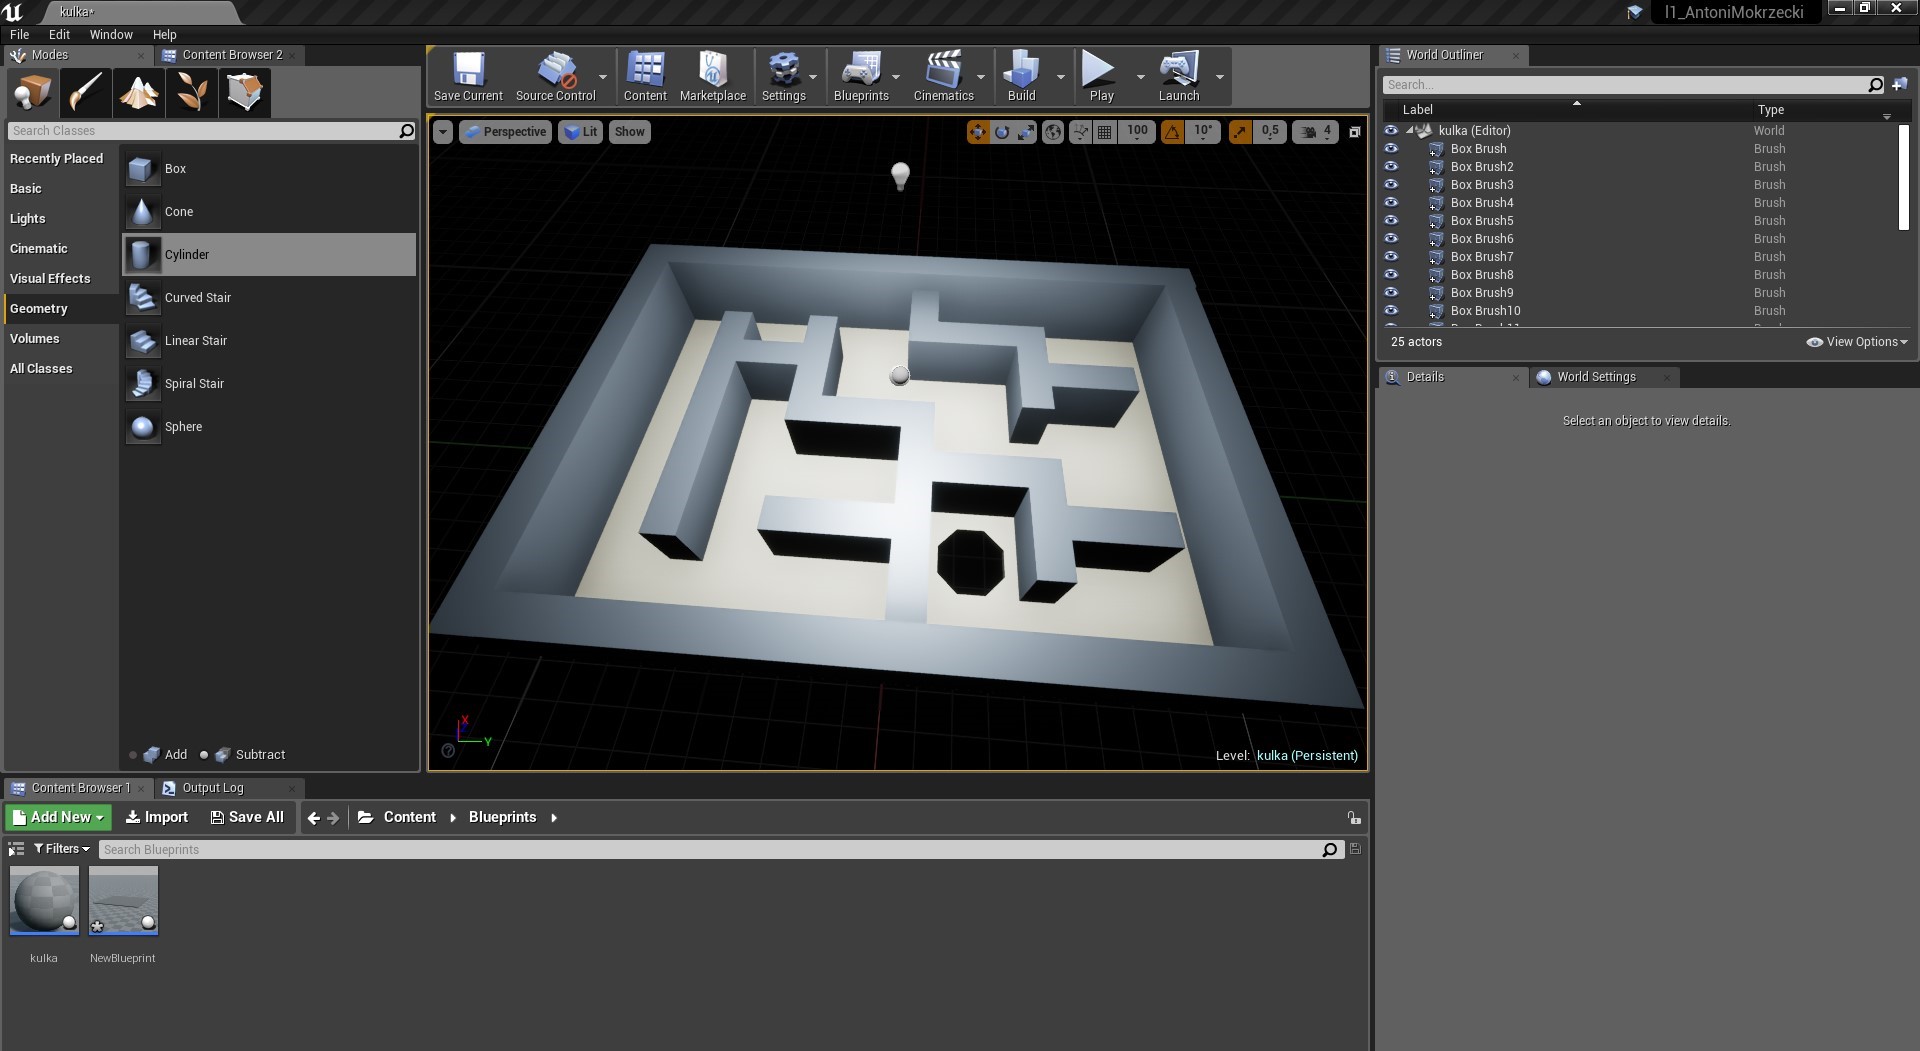 kulka*
l1_AntoniMokrzecki
File Edit Window Help
Modes
Content Browser 2
Search Classes
Recently Placed
Basic
Lights
Cinematic
Visual Effects
Geometry
Volumes
All Classes
Box
Cone
Cylinder
Curved Stair
Linear Stair
Spiral Stair
Sphere
Add
Subtract
Save Current
Source Control
Content
Marketplace
Settings
Blueprints
Cinematics
Build
Play
Launch
Perspective
Lit
Show
100
10°
0,5
4
X
Y
Level: kulka (Persistent)
World Outliner
Search...
Label
Type
kulka (Editor) World
Box Brush Brush
Box Brush2 Brush
Box Brush3 Brush
Box Brush4 Brush
Box Brush5 Brush
Box Brush6 Brush
Box Brush7 Brush
Box Brush8 Brush
Box Brush9 Brush
Box Brush10 Brush
25 actors
View Options
Details
World Settings
Select an object to view details.
Content Browser 1
Output Log
Add New
Import
Save All
Content
Blueprints
Filters
Search Blueprints
kulka
NewBlueprint